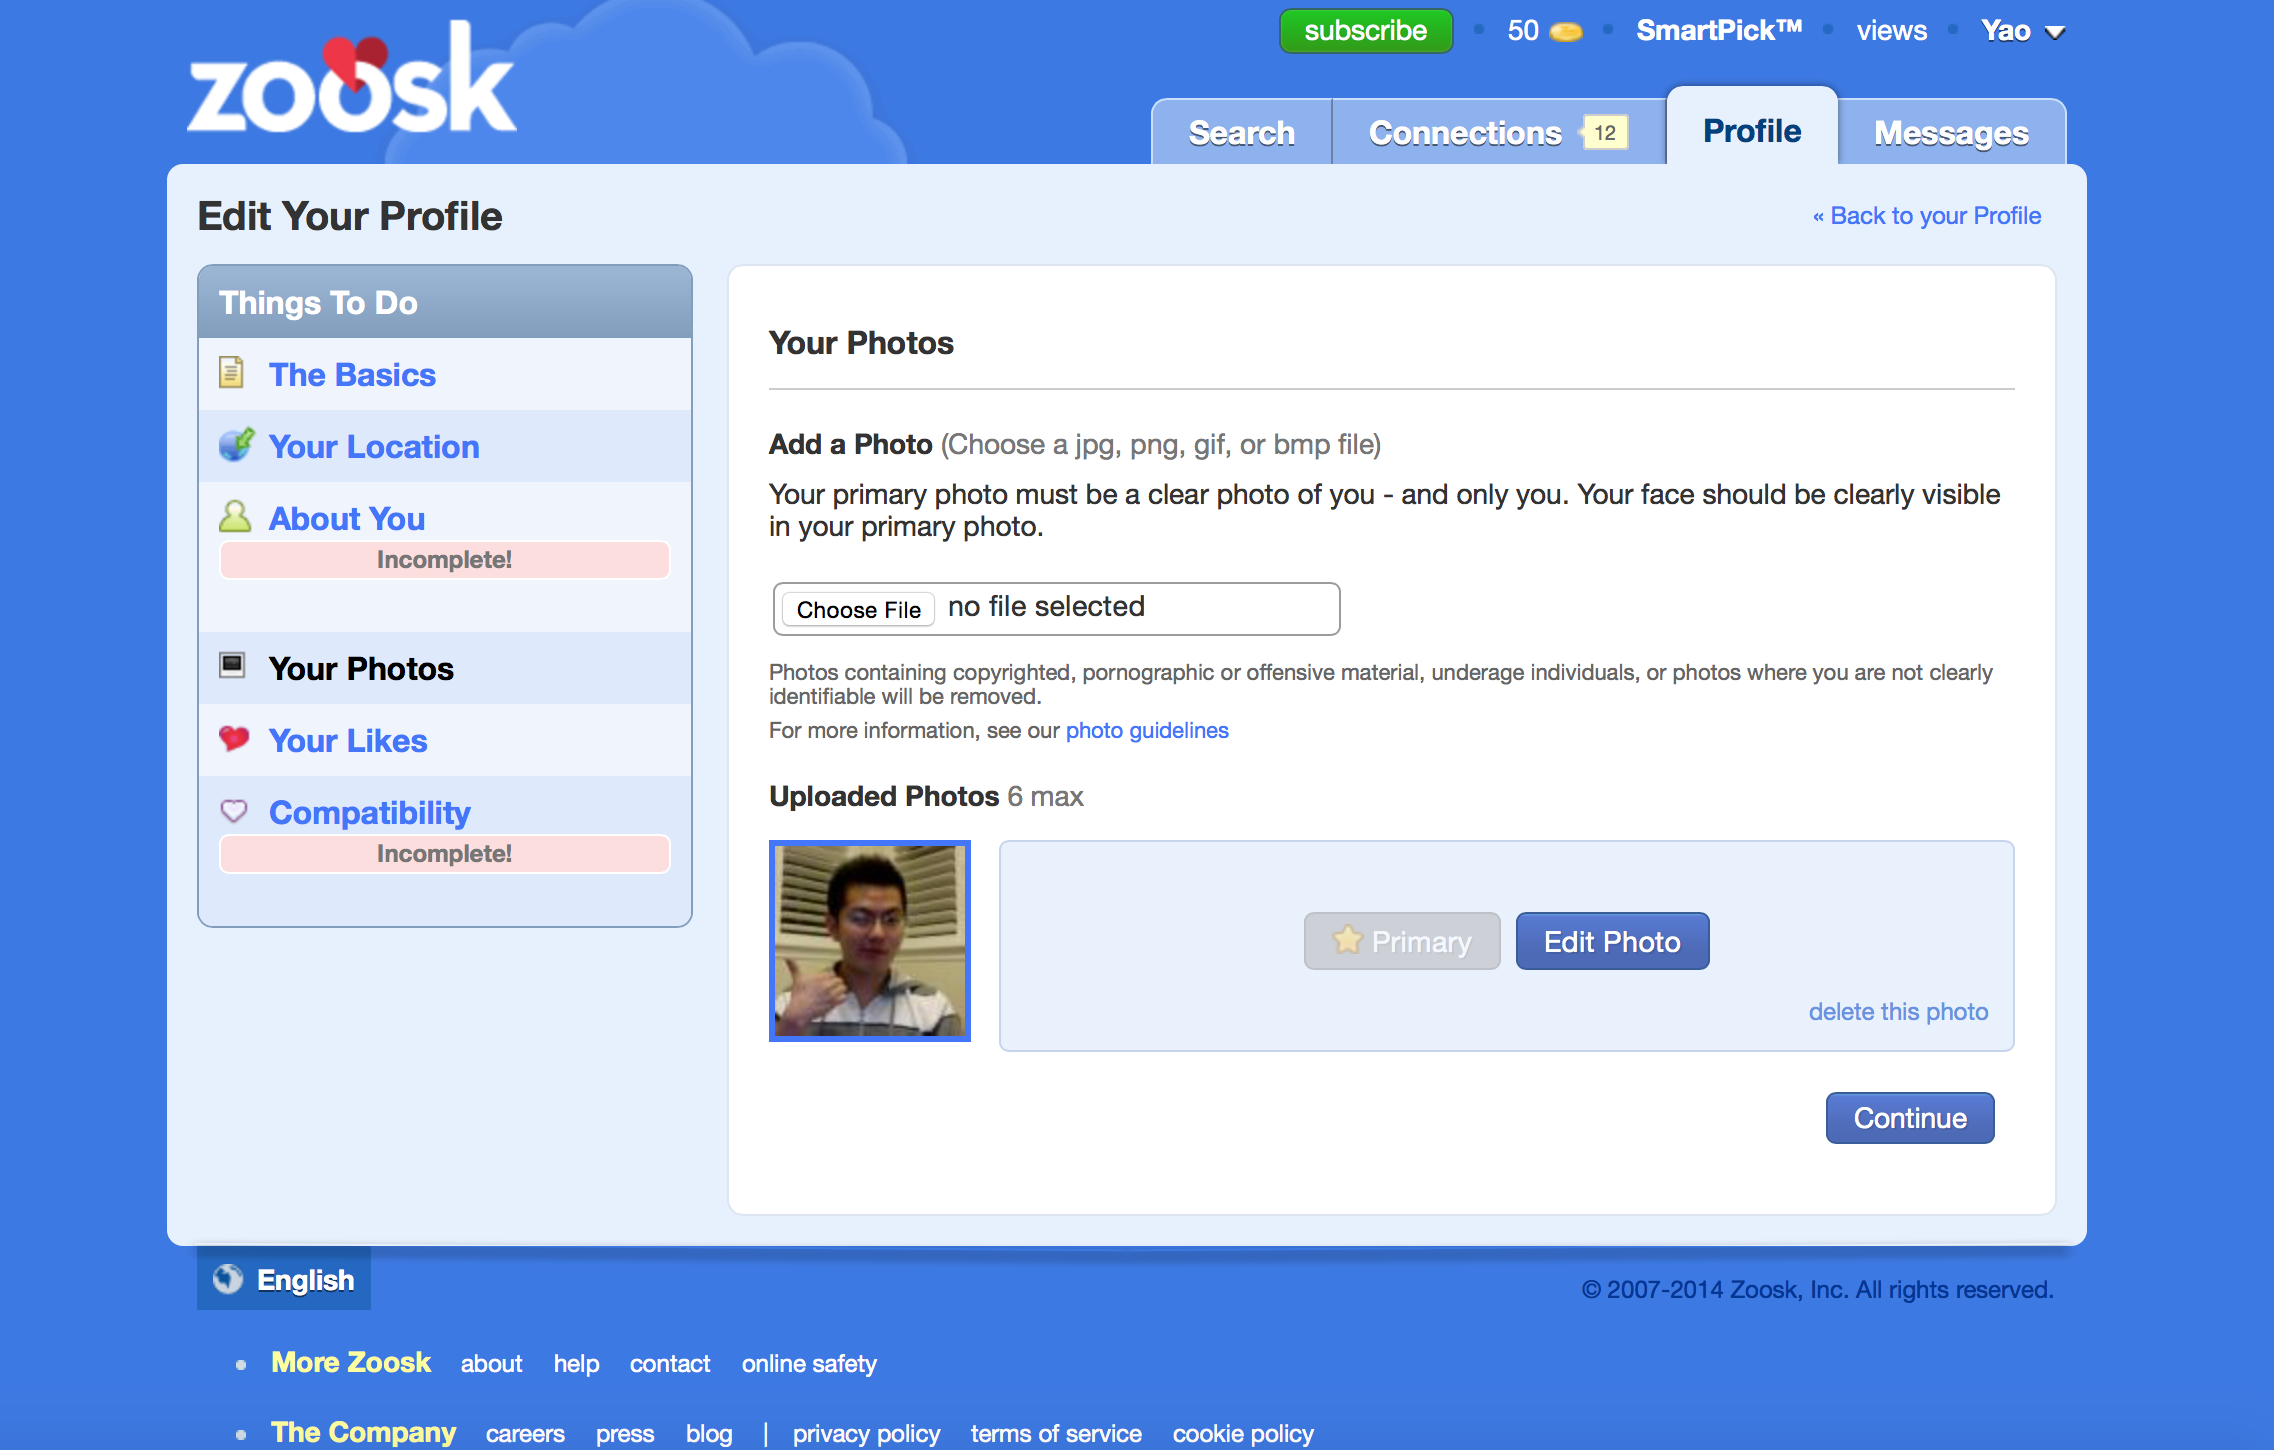 zoosk
subscribe 50 SmartPick™ views Yao
Search Connections 12 Profile Messages
Edit Your Profile
« Back to your Profile
Things To Do
The Basics
Your Location
About You
Incomplete!
Your Photos
Your Likes
Compatibility
Incomplete!
Your Photos
Add a Photo (Choose a jpg, png, gif, or bmp file)
Your primary photo must be a clear photo of you - and only you. Your face should be clearly visible
in your primary photo.
Choose File no file selected
Photos containing copyrighted, pornographic or offensive material, underage individuals, or photos where you are not clearly
identifiable will be removed.
For more information, see our photo guidelines
Uploaded Photos 6 max
Primary Edit Photo
delete this photo
Continue
English
© 2007-2014 Zoosk, Inc. All rights reserved.
More Zoosk about help contact online safety
The Company careers press blog | privacy policy terms of service cookie policy